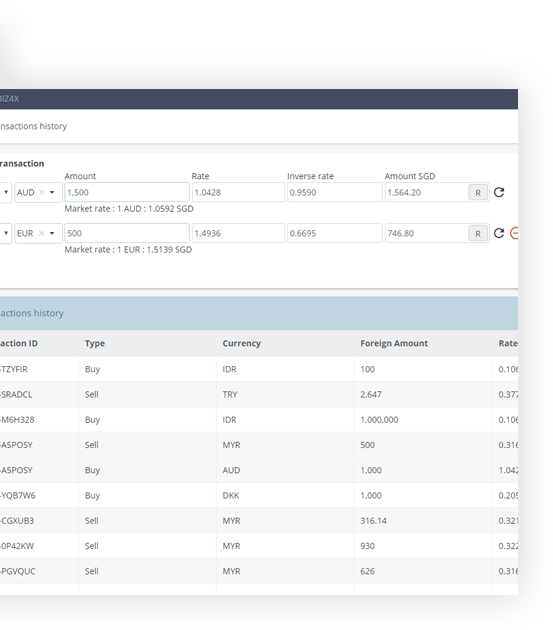 BIZ4X
nsactions history
ransaction
Amount Rate Inverse rate Amount SGD
AUD × 1,500 1.0428 0.9590 1,564.20 R
Market rate : 1 AUD : 1.0592 SGD
EUR × 500 1.4936 0.6695 746.80 R
Market rate : 1 EUR : 1.5139 SGD
actions history
action ID Type Currency Foreign Amount Rate
-TZYFIR Buy IDR 100 0.106
-SRADCL Sell TRY 2,647 0.377
-M6H328 Buy IDR 1,000,000 0.106
-A5POSY Sell MYR 500 0.316
-A5POSY Buy AUD 1,000 1.042
-YQB7W6 Buy DKK 1,000 0.205
-CGXUB3 Sell MYR 316.14 0.321
-0P42KW Sell MYR 930 0.322
-PGVQUC Sell MYR 626 0.316